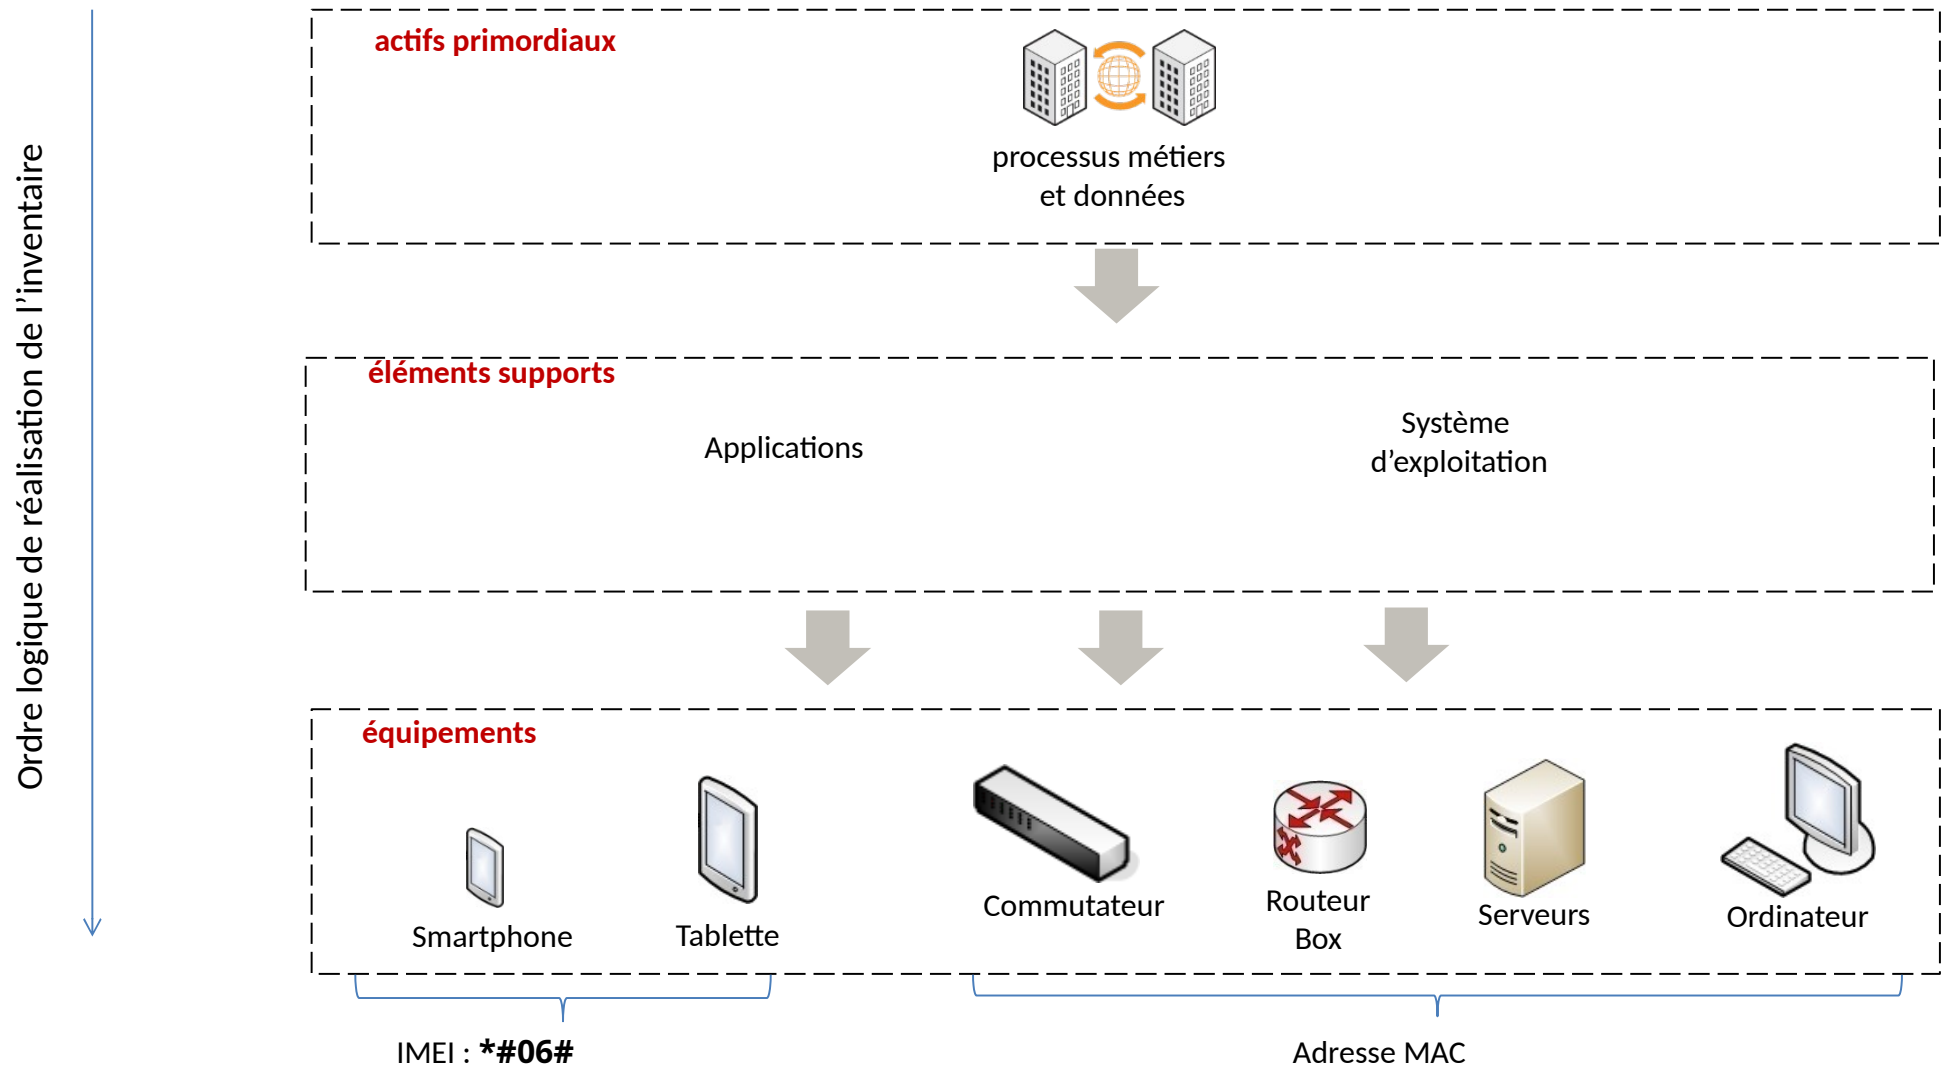 Ordre logique de réalisation de l’inventaire
actifs primordiaux
processus métiers
et données
éléments supports
Applications
Système
d’exploitation
équipements
Smartphone
Tablette
Commutateur
Routeur
Box
Serveurs
Ordinateur
IMEI : *#06#
Adresse MAC